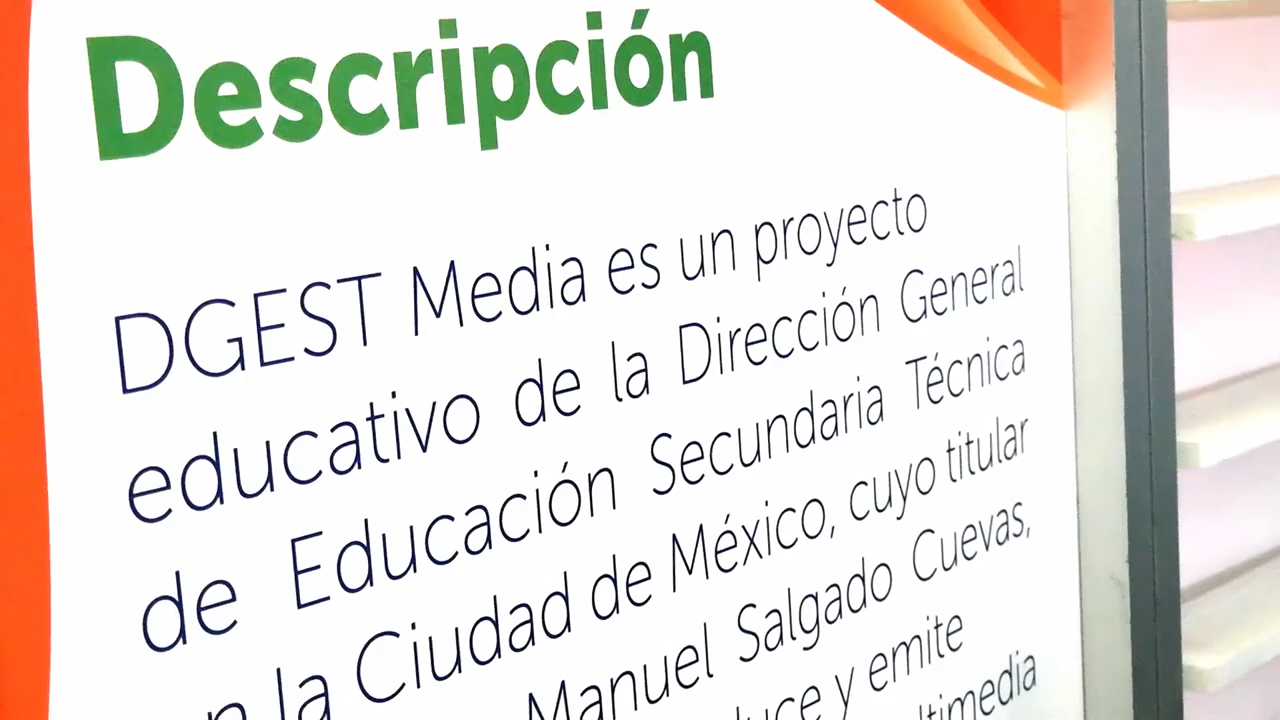 Descripción
DGEST Media es un proyecto
educativo de la Dirección General
de Educación Secundaria Técnica
la Ciudad de México, cuyo titular
Manuel Salgado Cuevas,
y emite